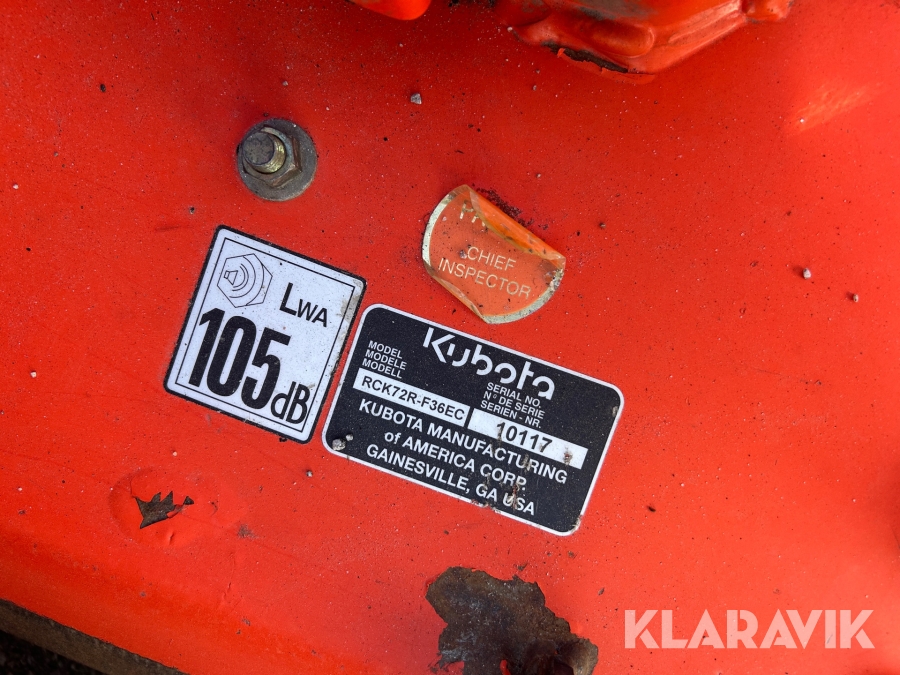 CHIEF
INSPECTOR
LWA
105dB
Kubota
MODEL
MODELE
MODELL
RCK72R-F36EC
SERIAL NO.
N° DE SERIE
SERIEN - NR.
10117
KUBOTA MANUFACTURING
of AMERICA CORP.
GAINESVILLE, GA USA
KLARAVIK